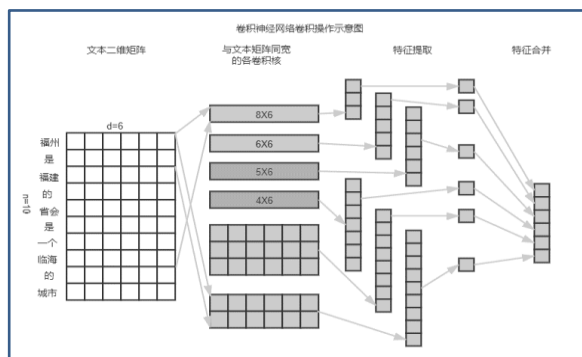 卷积神经网络卷积操作示意图
文本二维矩阵
与文本矩阵同宽
的各卷积核
特征提取
特征合并
d=6
n=10
福州
是
福建
的
省会
是
一个
临海
的
城市
8X6
6X6
5X6
4X6